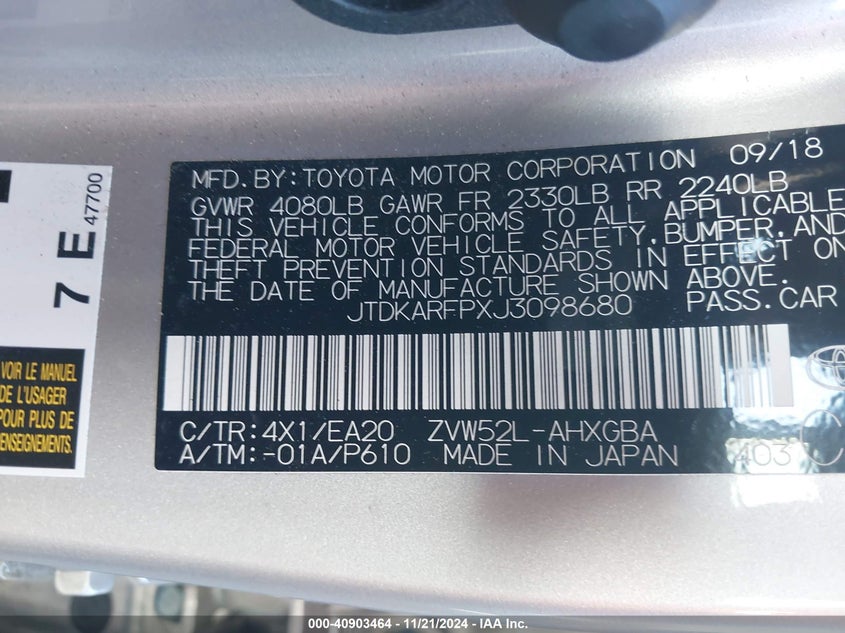 MFD.BY:TOYOTA MOTOR CORPORATION 09/18
GVWR 4080LB GAWR FR 2330LB RR 2240LB
THIS VEHICLE CONFORMS TO ALL APPLICABLE
FEDERAL MOTOR VEHICLE SAFETY,BUMPER,AND
THEFT PREVENTION STANDARDS IN EFFECT ON
THE DATE OF MANUFACTURE SHOWN ABOVE.
JTDKARFPXJ3098680 PASS.CAR
C/TR:4X1/EA20 ZVW52L-AHXGBA
A/TM:-01A/P610 MADE IN JAPAN 403
C
7 E 47700
VOIR LE MANUEL
DE L'USAGER
POUR PLUS DE
RENSEIGNEMENTS
000-40903464 - 11/21/2024 - IAAI.COM